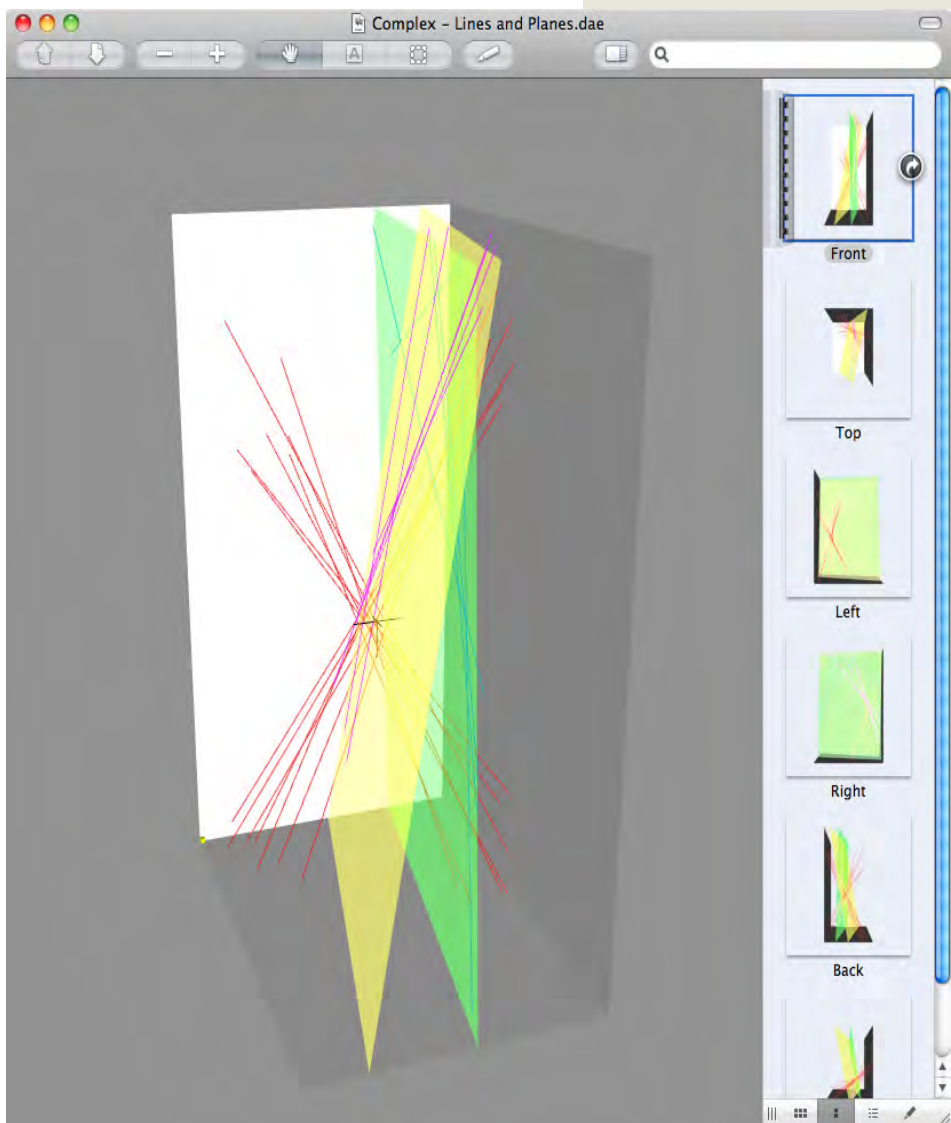 Complex – Lines and Planes.dae
A
Front
Top
Left
Right
Back